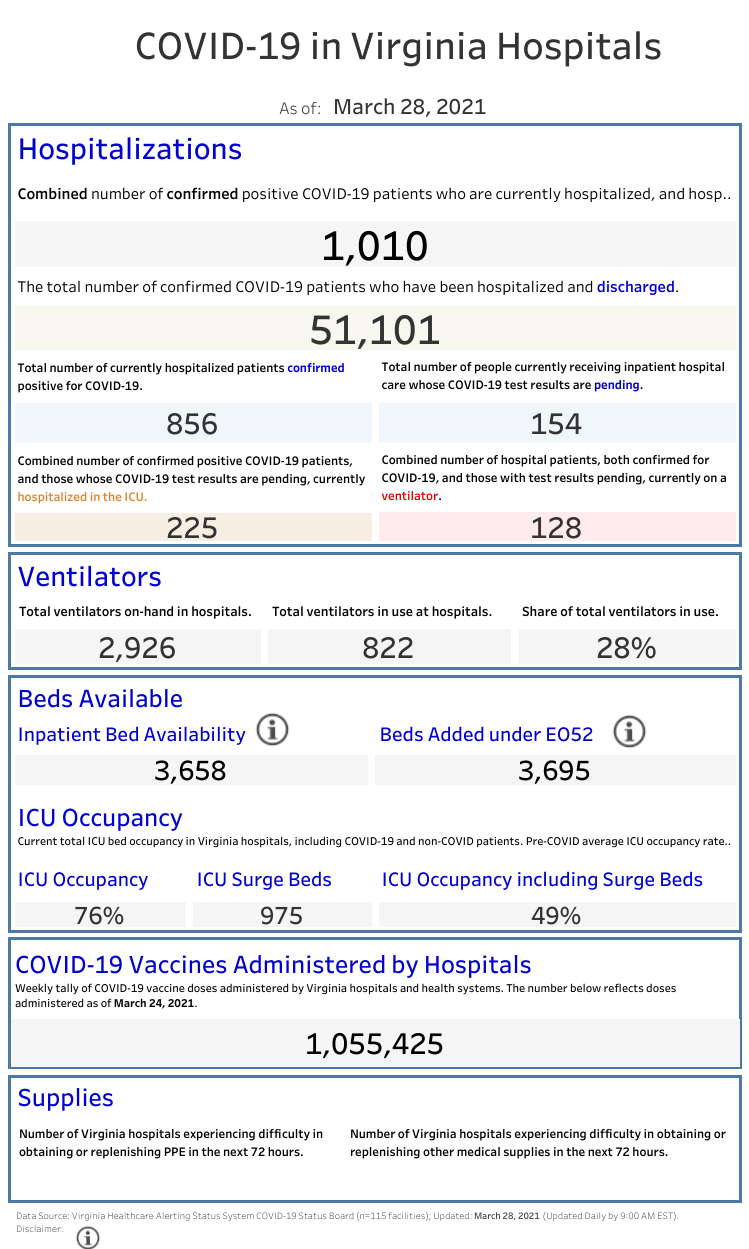 COVID-19 in Virginia Hospitals
As of: March 28, 2021
Hospitalizations
Combined number of confirmed positive COVID-19 patients who are currently hospitalized, and hosp..
1,010
The total number of confirmed COVID-19 patients who have been hospitalized and discharged.
51,101
Total number of currently hospitalized patients confirmed
positive for COVID-19.
856
Total number of people currently receiving inpatient hospital
care whose COVID-19 test results are pending.
154
Combined number of confirmed positive COVID-19 patients,
and those whose COVID-19 test results are pending, currently
hospitalized in the ICU.
225
Combined number of hospital patients, both confirmed for
COVID-19, and those with test results pending, currently on a
ventilator.
128
Ventilators
Total ventilators on-hand in hospitals.
2,926
Total ventilators in use at hospitals.
822
Share of total ventilators in use.
28%
Beds Available
Inpatient Bed Availability
3,658
Beds Added under EO52
3,695
ICU Occupancy
Current total ICU bed occupancy in Virginia hospitals, including COVID-19 and non-COVID patients. Pre-COVID average ICU occupancy rate..
ICU Occupancy
76%
ICU Surge Beds
975
ICU Occupancy including Surge Beds
49%
COVID-19 Vaccines Administered by Hospitals
Weekly tally of COVID-19 vaccine doses administered by Virginia hospitals and health systems. The number below reflects doses
administered as of March 24, 2021.
1,055,425
Supplies
Number of Virginia hospitals experiencing difficulty in
obtaining or replenishing PPE in the next 72 hours.
Number of Virginia hospitals experiencing difficulty in obtaining or
replenishing other medical supplies in the next 72 hours.
Data Source: Virginia Healthcare Alerting Status System COVID-19 Status Board (n=115 facilities); Updated: March 28, 2021 (Updated Daily by 9:00 AM EST).
Disclaimer: